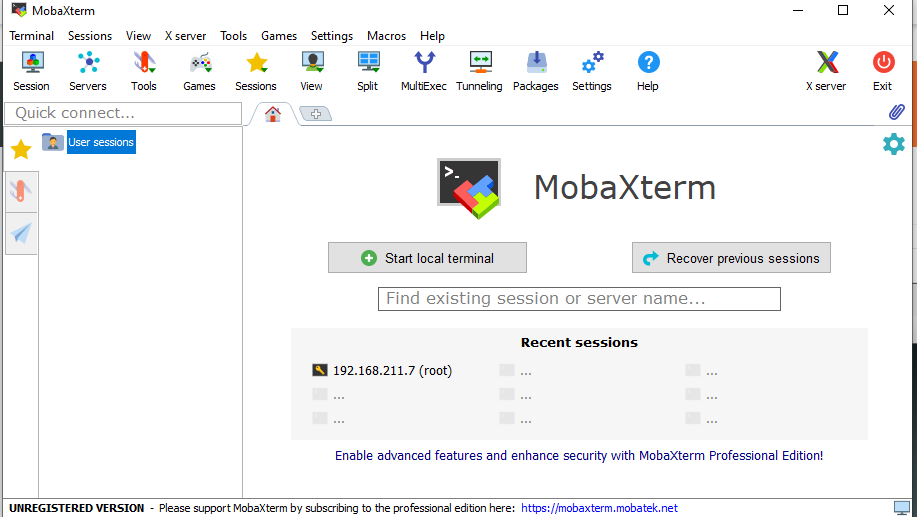 MobaXterm
Terminal Sessions View X server Tools Games Settings Macros Help
Session Servers Tools Games Sessions View Split MultiExec Tunneling Packages Settings Help X server Exit
Quick connect...
User sessions
>_
MobaXterm
Start local terminal
Recover previous sessions
Find existing session or server name...
Recent sessions
192.168.211.7 (root) ... ...
... ... ...
... ... ...
Enable advanced features and enhance security with MobaXterm Professional Edition!
UNREGISTERED VERSION - Please support MobaXterm by subscribing to the professional edition here: https://mobaxterm.mobatek.net